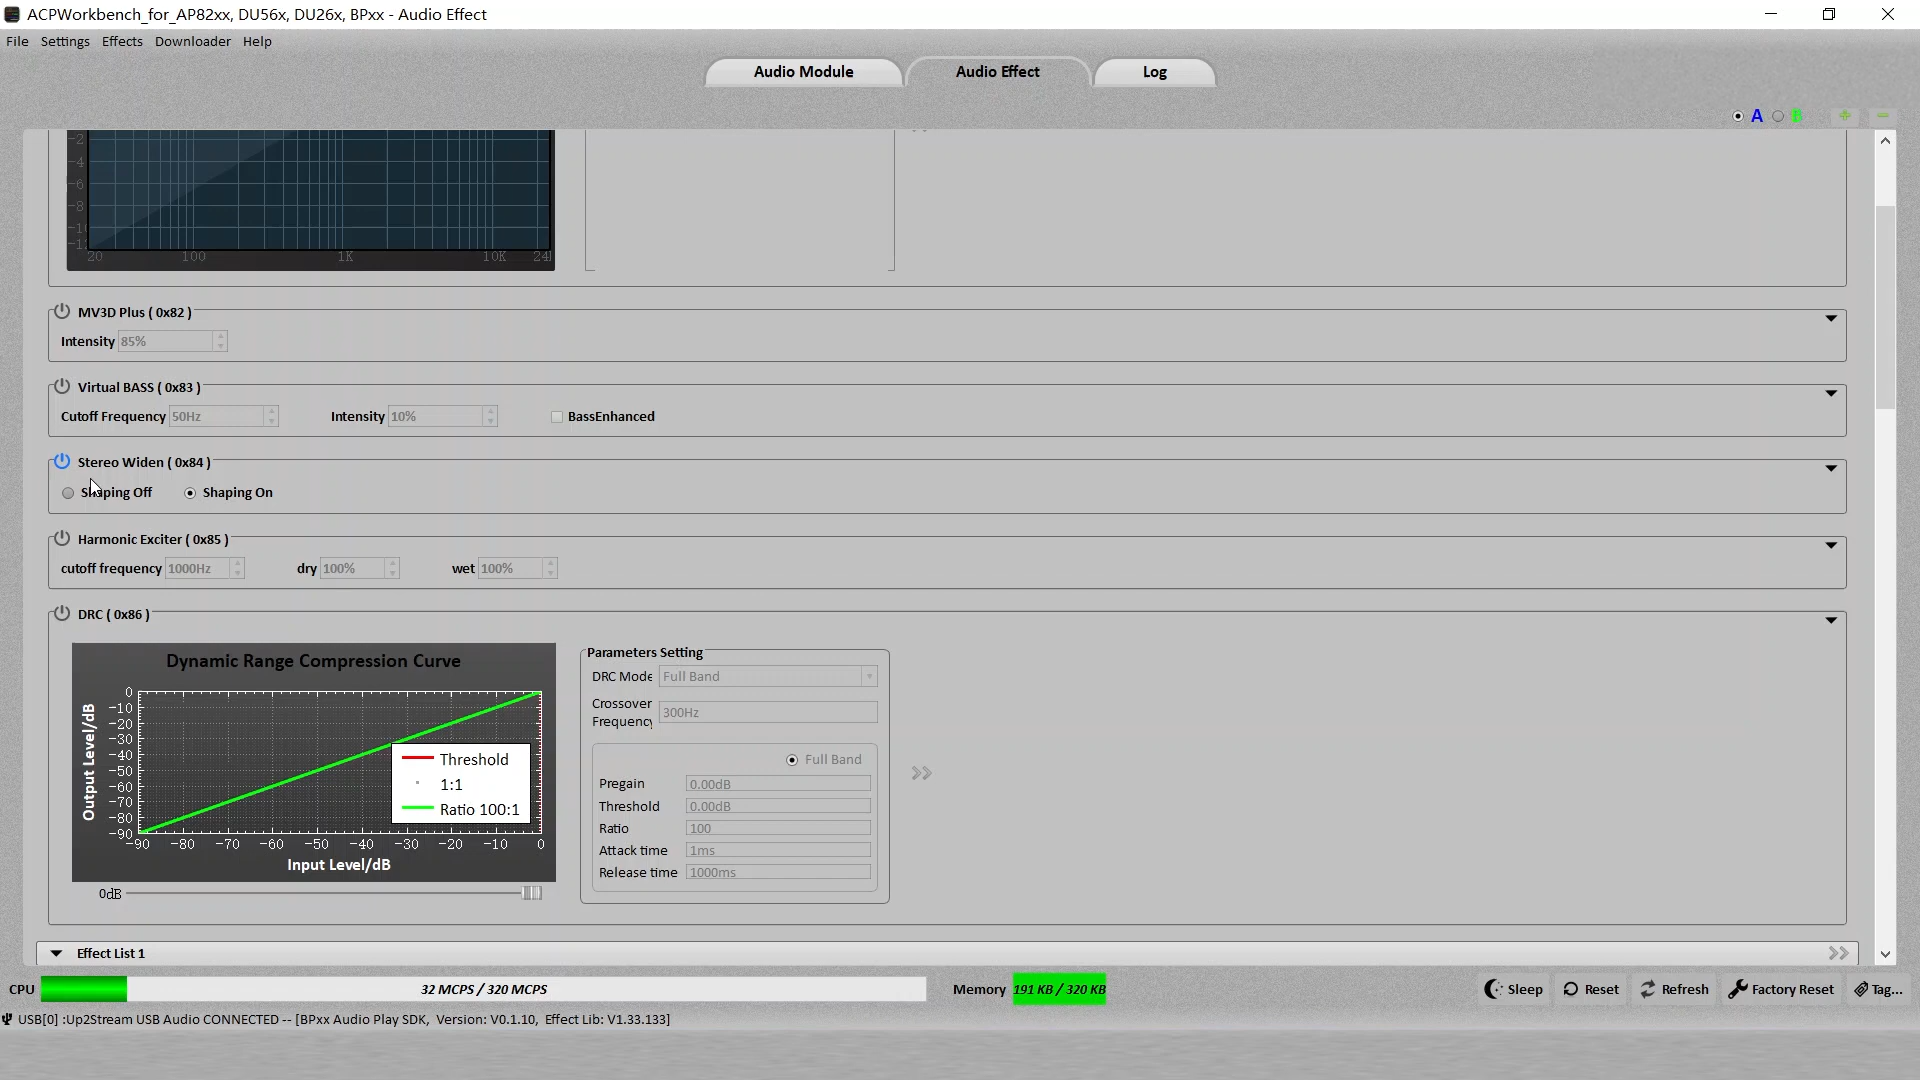 ACPWorkbench_for_AP82xx, DU56x, DU26x, BPxx - Audio Effect
File Settings Effects Downloader Help
Audio Module Audio Effect Log
A B
-2
-4
-6
-8
20 100 1K 10K
MV3D Plus ( 0x82 )
Intensity 85%
Virtual BASS ( 0x83 )
Cutoff Frequency 50Hz Intensity 10% BassEnhanced
Stereo Widen ( 0x84 )
Shaping Off Shaping On
Harmonic Exciter ( 0x85 )
cutoff frequency 1000Hz dry 100% wet 100%
DRC ( 0x86 )
Dynamic Range Compression Curve
Output Level/dB
0
-10
-20
-30
-40
-50
-60
-70
-80
-90
Threshold
1:1
Ratio 100:1
-90 -80 -70 -60 -50 -40 -30 -20 -10 0
Input Level/dB
0dB
Parameters Setting
DRC Mode Full Band
Crossover
Frequency 300Hz
Full Band
Pregain 0.00dB
Threshold 0.00dB
Ratio 100
Attack time 1ms
Release time 1000ms
Effect List 1
CPU 32 MCPS / 320 MCPS Memory 191 KB / 320 KB Sleep Reset Refresh Factory Reset Tag...
USB[0] :Up2Stream USB Audio CONNECTED -- [BPxx Audio Play SDK, Version: V0.1.10, Effect Lib: V1.33.133]